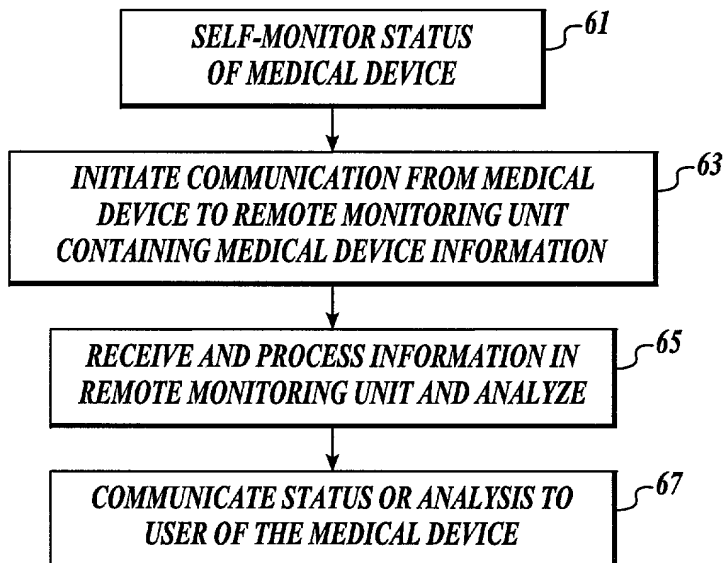 SELF-MONITOR STATUS
OF MEDICAL DEVICE
61
INITIATE COMMUNICATION FROM MEDICAL
DEVICE TO REMOTE MONITORING UNIT
CONTAINING MEDICAL DEVICE INFORMATION
63
RECEIVE AND PROCESS INFORMATION IN
REMOTE MONITORING UNIT AND ANALYZE
65
COMMUNICATE STATUS OR ANALYSIS TO
USER OF THE MEDICAL DEVICE
67